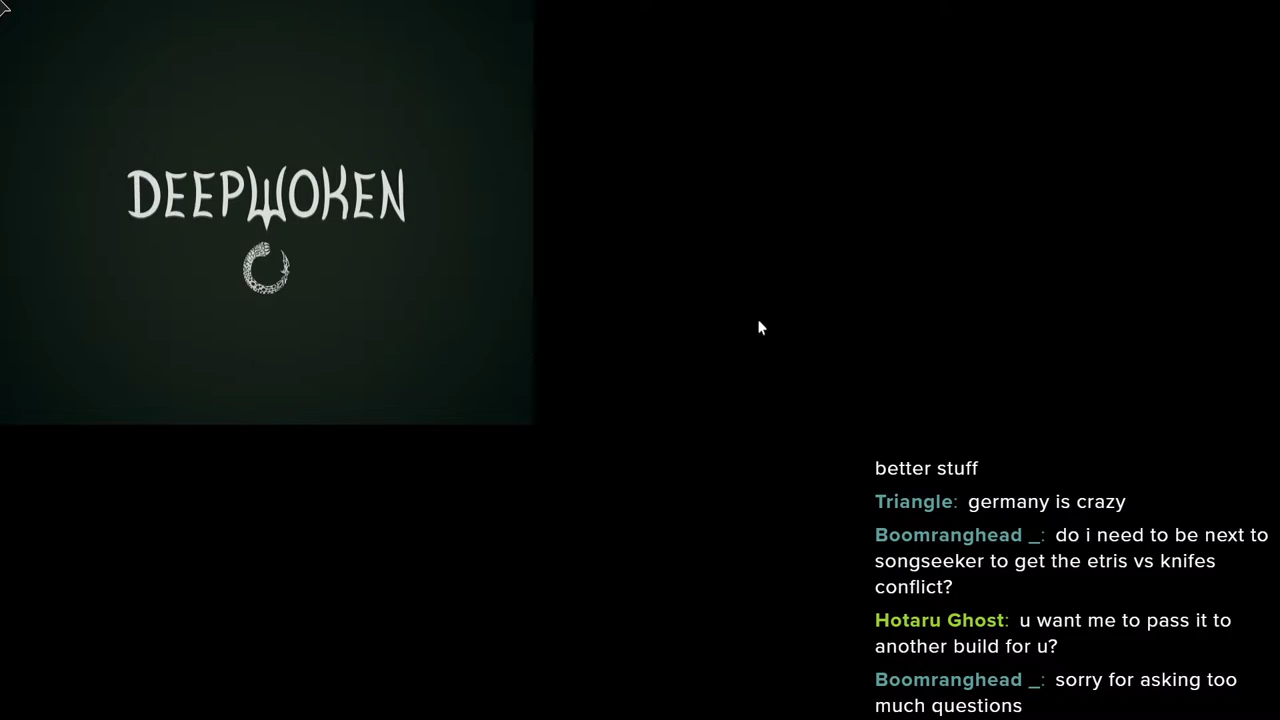 DEEPWOKEN
better stuff
Triangle: germany is crazy
Boomranghead _: do i need to be next to
songseeker to get the etris vs knifes
conflict?
Hotaru Ghost: u want me to pass it to
another build for u?
Boomranghead _: sorry for asking too
much questions